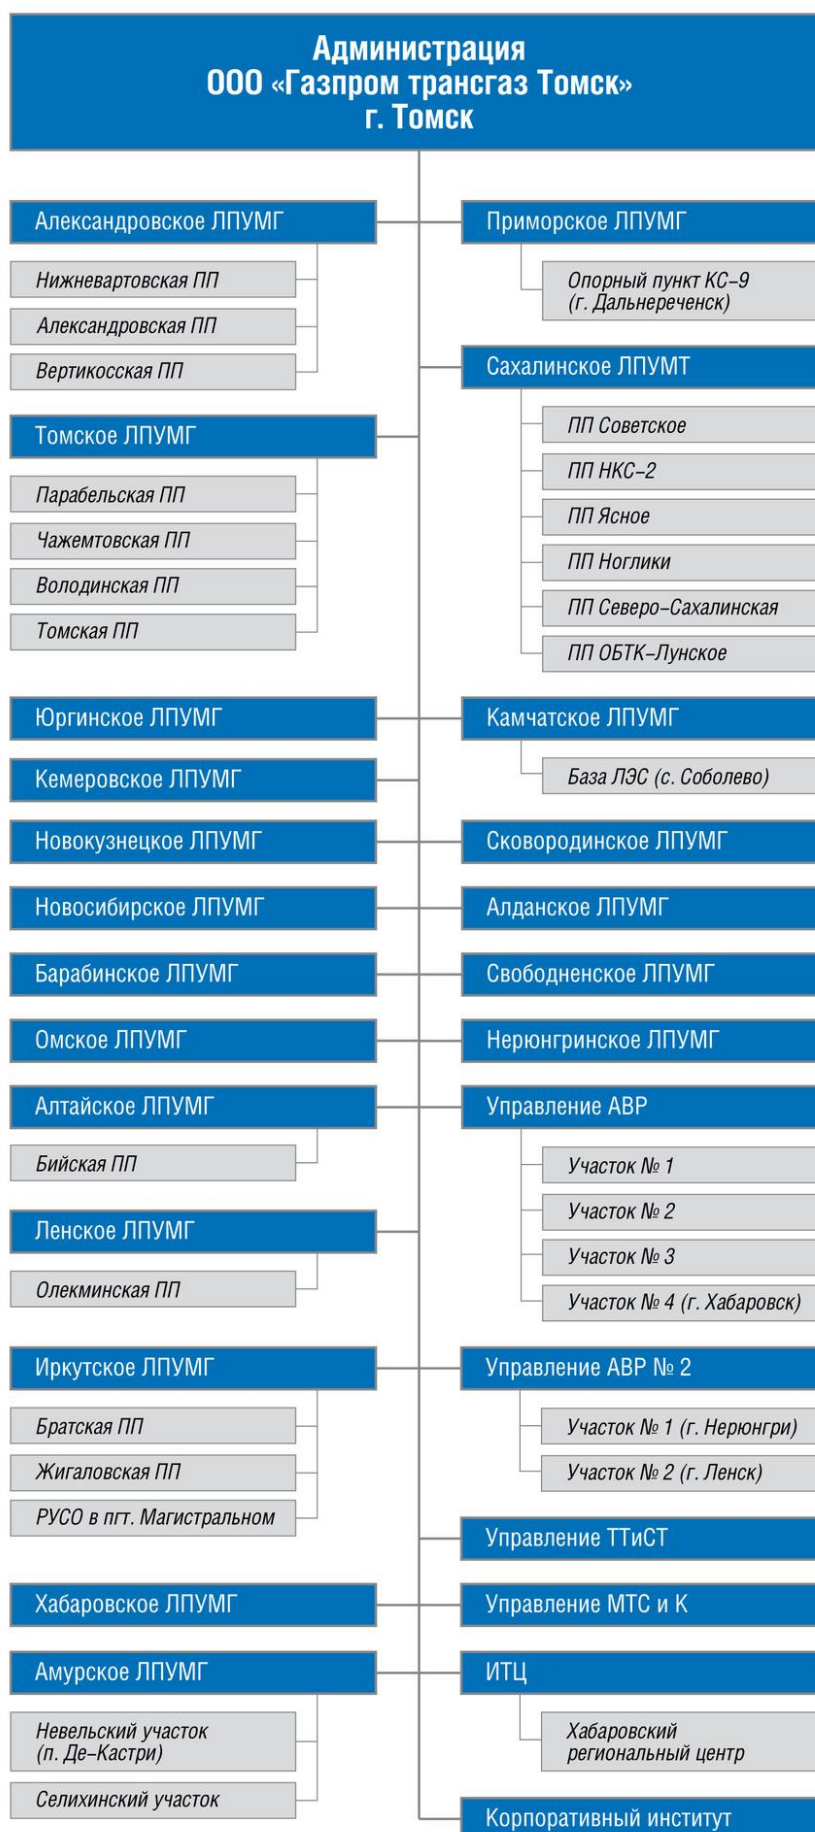 Администрация
ООО «Газпром трансгаз Томск»
г. Томск
Александровское ЛПУМГ
Нижневартовская ПП
Александровская ПП
Вертикосская ПП
Томское ЛПУМГ
Парабельская ПП
Чажемтовская ПП
Володинская ПП
Томская ПП
Юргинское ЛПУМГ
Кемеровское ЛПУМГ
Новокузнецкое ЛПУМГ
Новосибирское ЛПУМГ
Барабинское ЛПУМГ
Омское ЛПУМГ
Алтайское ЛПУМГ
Бийская ПП
Ленское ЛПУМГ
Олекминская ПП
Иркутское ЛПУМГ
Братская ПП
Жигаловская ПП
РУСО в пгт. Магистральном
Хабаровское ЛПУМГ
Амурское ЛПУМГ
Невельский участок
(п. Де–Кастри)
Селихинский участок
Приморское ЛПУМГ
Опорный пункт КС–9
(г. Дальнереченск)
Сахалинское ЛПУМТ
ПП Советское
ПП НКС–2
ПП Ясное
ПП Ноглики
ПП Северо–Сахалинская
ПП ОБТК–Лунское
Камчатское ЛПУМГ
База ЛЭС (с. Соболево)
Сковородинское ЛПУМГ
Алданское ЛПУМГ
Свободненское ЛПУМГ
Нерюнгринское ЛПУМГ
Управление АВР
Участок № 1
Участок № 2
Участок № 3
Участок № 4 (г. Хабаровск)
Управление АВР № 2
Участок № 1 (г. Нерюнгри)
Участок № 2 (г. Ленск)
Управление ТТиСТ
Управление МТС и К
ИТЦ
Хабаровский
региональный центр
Корпоративный институт